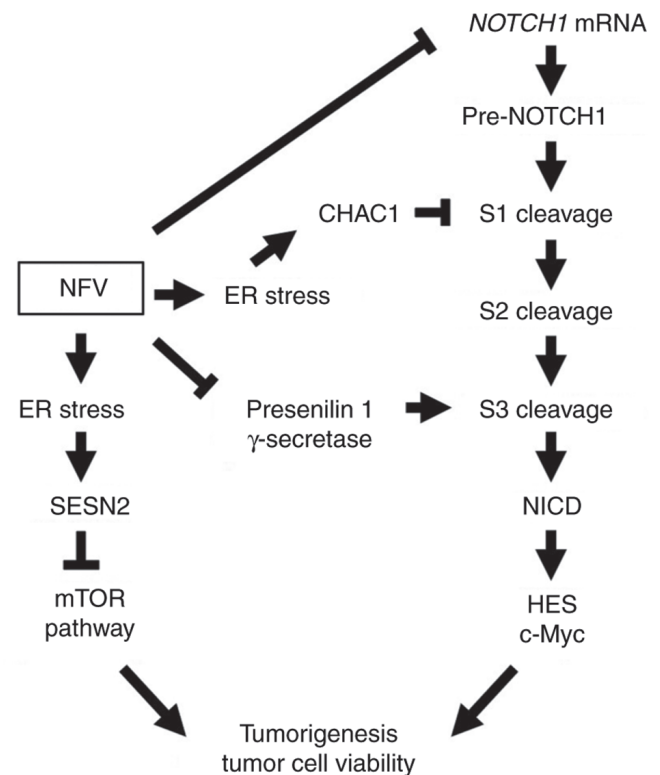 NOTCH1 mRNA
Pre-NOTCH1
CHAC1
S1 cleavage
NFV
ER stress
S2 cleavage
ER stress
Presenilin 1
γ-secretase
S3 cleavage
SESN2
NICD
mTOR
pathway
HES
c-Myc
Tumorigenesis
tumor cell viability